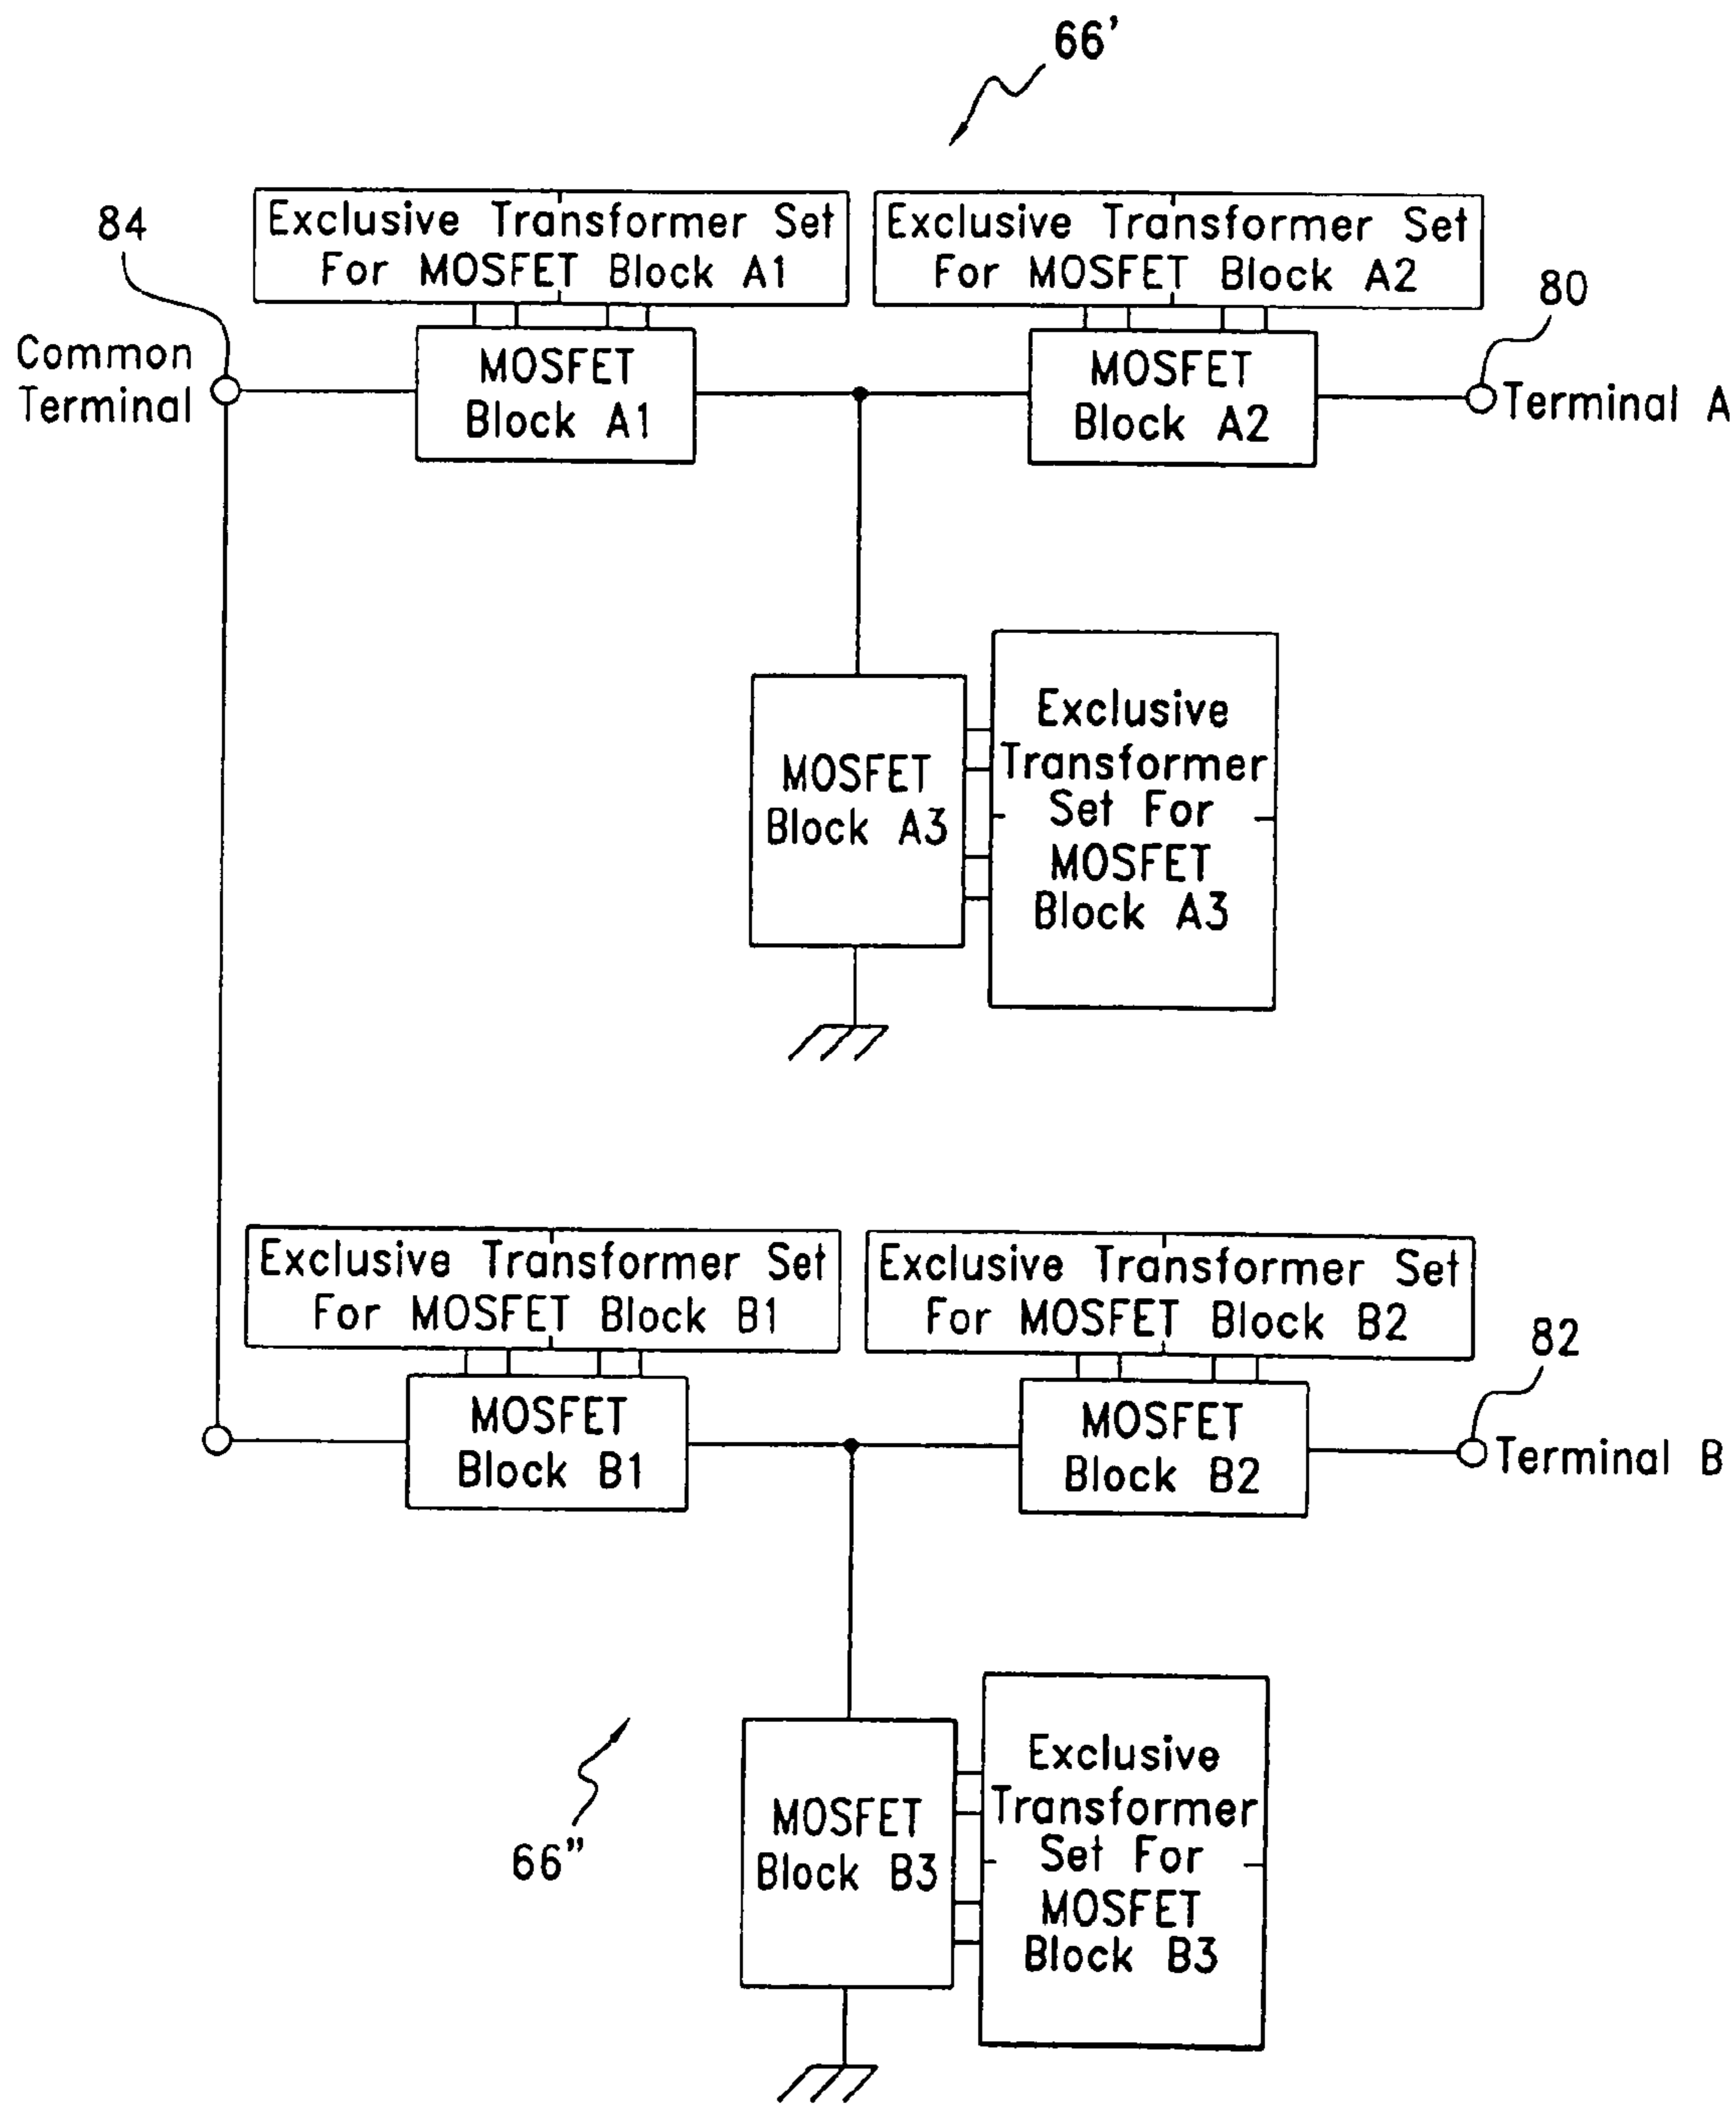 66'
84
Exclusive Transformer Set
For MOSFET Block A1
Exclusive Transformer Set
For MOSFET Block A2
80
Common
Terminal
MOSFET
Block A1
MOSFET
Block A2
Terminal A
MOSFET
Block A3
Exclusive
Transformer
Set For
MOSFET
Block A3
Exclusive Transformer Set
For MOSFET Block B1
Exclusive Transformer Set
For MOSFET Block B2
82
MOSFET
Block B1
MOSFET
Block B2
Terminal B
66"
MOSFET
Block B3
Exclusive
Transformer
Set For
MOSFET
Block B3